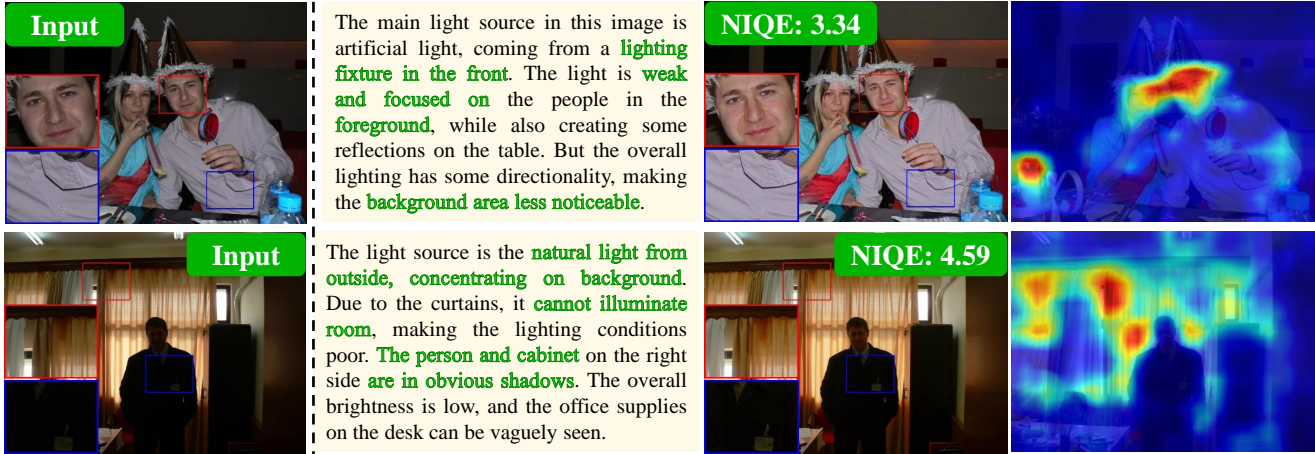 Input
The main light source in this image is
artificial light, coming from a lighting
fixture in the front. The light is weak
and focused on the people in the
foreground, while also creating some
reflections on the table. But the overall
lighting has some directionality, making
the background area less noticeable.
NIQE: 3.34
Input
The light source is the natural light from
outside, concentrating on background.
Due to the curtains, it cannot illuminate
room, making the lighting conditions
poor. The person and cabinet on the right
side are in obvious shadows. The overall
brightness is low, and the office supplies
on the desk can be vaguely seen.
NIQE: 4.59